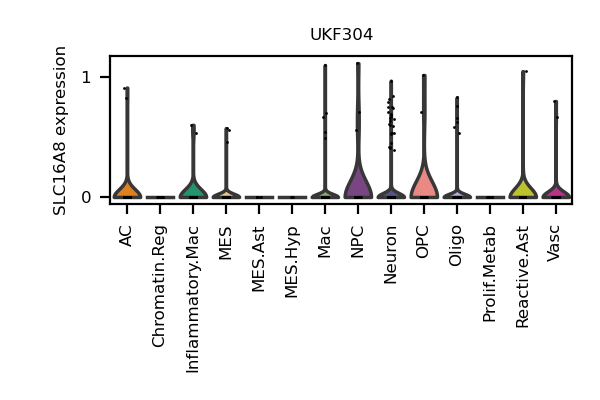 UKF304
SLC16A8 expression
1
0
AC
Chromatin.Reg
Inflammatory.Mac
MES
MES.Ast
MES.Hyp
Mac
NPC
Neuron
OPC
Oligo
Prolif.Metab
Reactive.Ast
Vasc